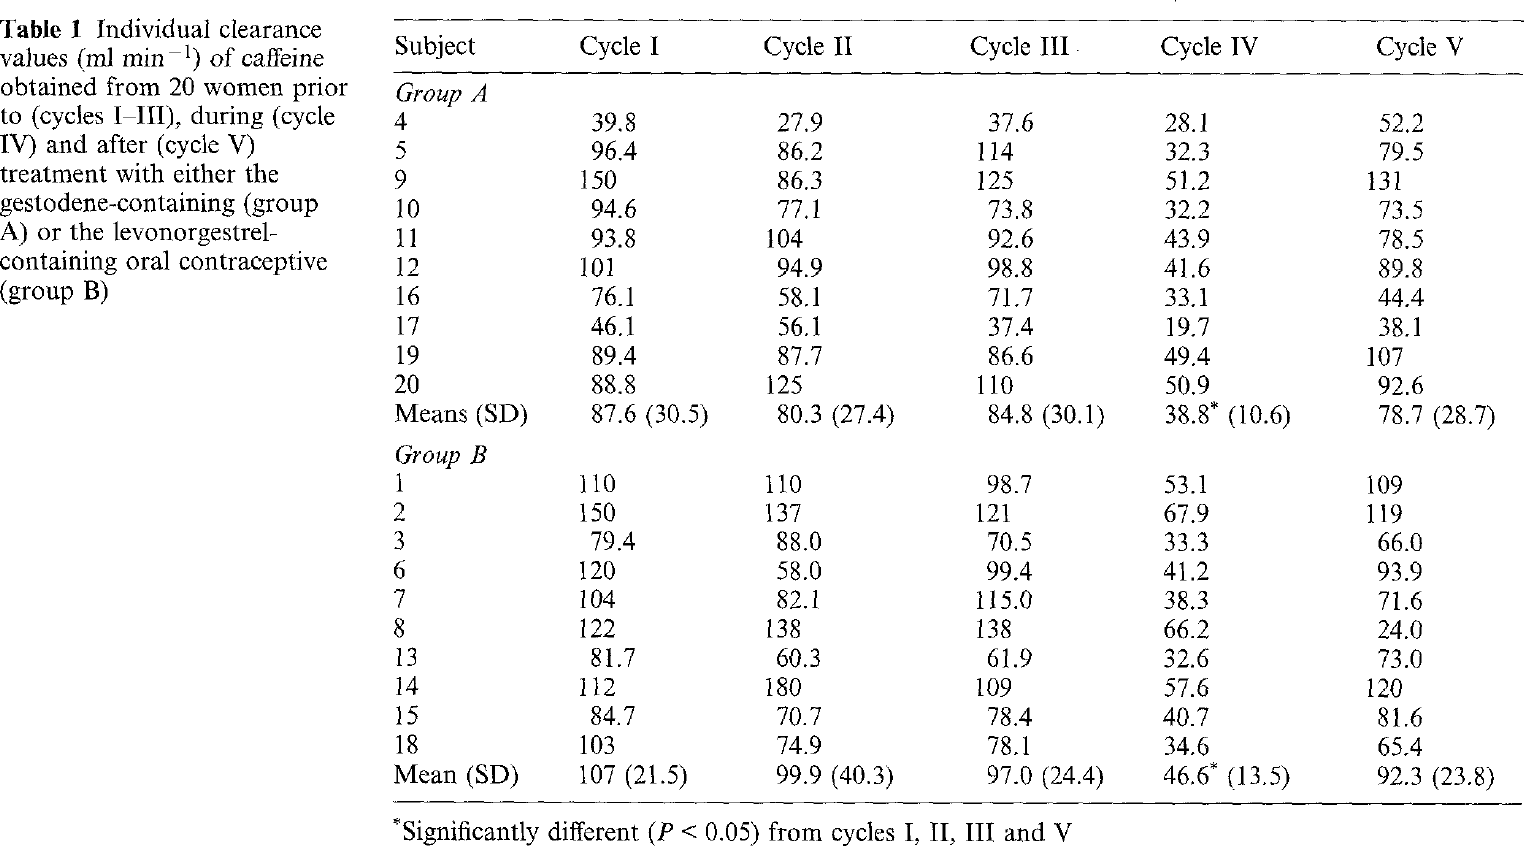 Table 1 Individual clearance
values (ml min⁻¹) of caffeine
obtained from 20 women prior
to (cycles I–III), during (cycle
IV) and after (cycle V)
treatment with either the
gestodene-containing (group
A) or the levonorgestrel-
containing oral contraceptive
(group B)
Subject Cycle I Cycle II Cycle III Cycle IV Cycle V
Group A
4 39.8 27.9 37.6 28.1 52.2
5 96.4 86.2 114 32.3 79.5
9 150 86.3 125 51.2 131
10 94.6 77.1 73.8 32.2 73.5
11 93.8 104 92.6 43.9 78.5
12 101 94.9 98.8 41.6 89.8
16 76.1 58.1 71.7 33.1 44.4
17 46.1 56.1 37.4 19.7 38.1
19 89.4 87.7 86.6 49.4 107
20 88.8 125 110 50.9 92.6
Means (SD) 87.6 (30.5) 80.3 (27.4) 84.8 (30.1) 38.8* (10.6) 78.7 (28.7)
Group B
1 110 110 98.7 53.1 109
2 150 137 121 67.9 119
3 79.4 88.0 70.5 33.3 66.0
6 120 58.0 99.4 41.2 93.9
7 104 82.1 115.0 38.3 71.6
8 122 138 138 66.2 24.0
13 81.7 60.3 61.9 32.6 73.0
14 112 180 109 57.6 120
15 84.7 70.7 78.4 40.7 81.6
18 103 74.9 78.1 34.6 65.4
Mean (SD) 107 (21.5) 99.9 (40.3) 97.0 (24.4) 46.6* (13.5) 92.3 (23.8)
*Significantly different (P < 0.05) from cycles I, II, III and V